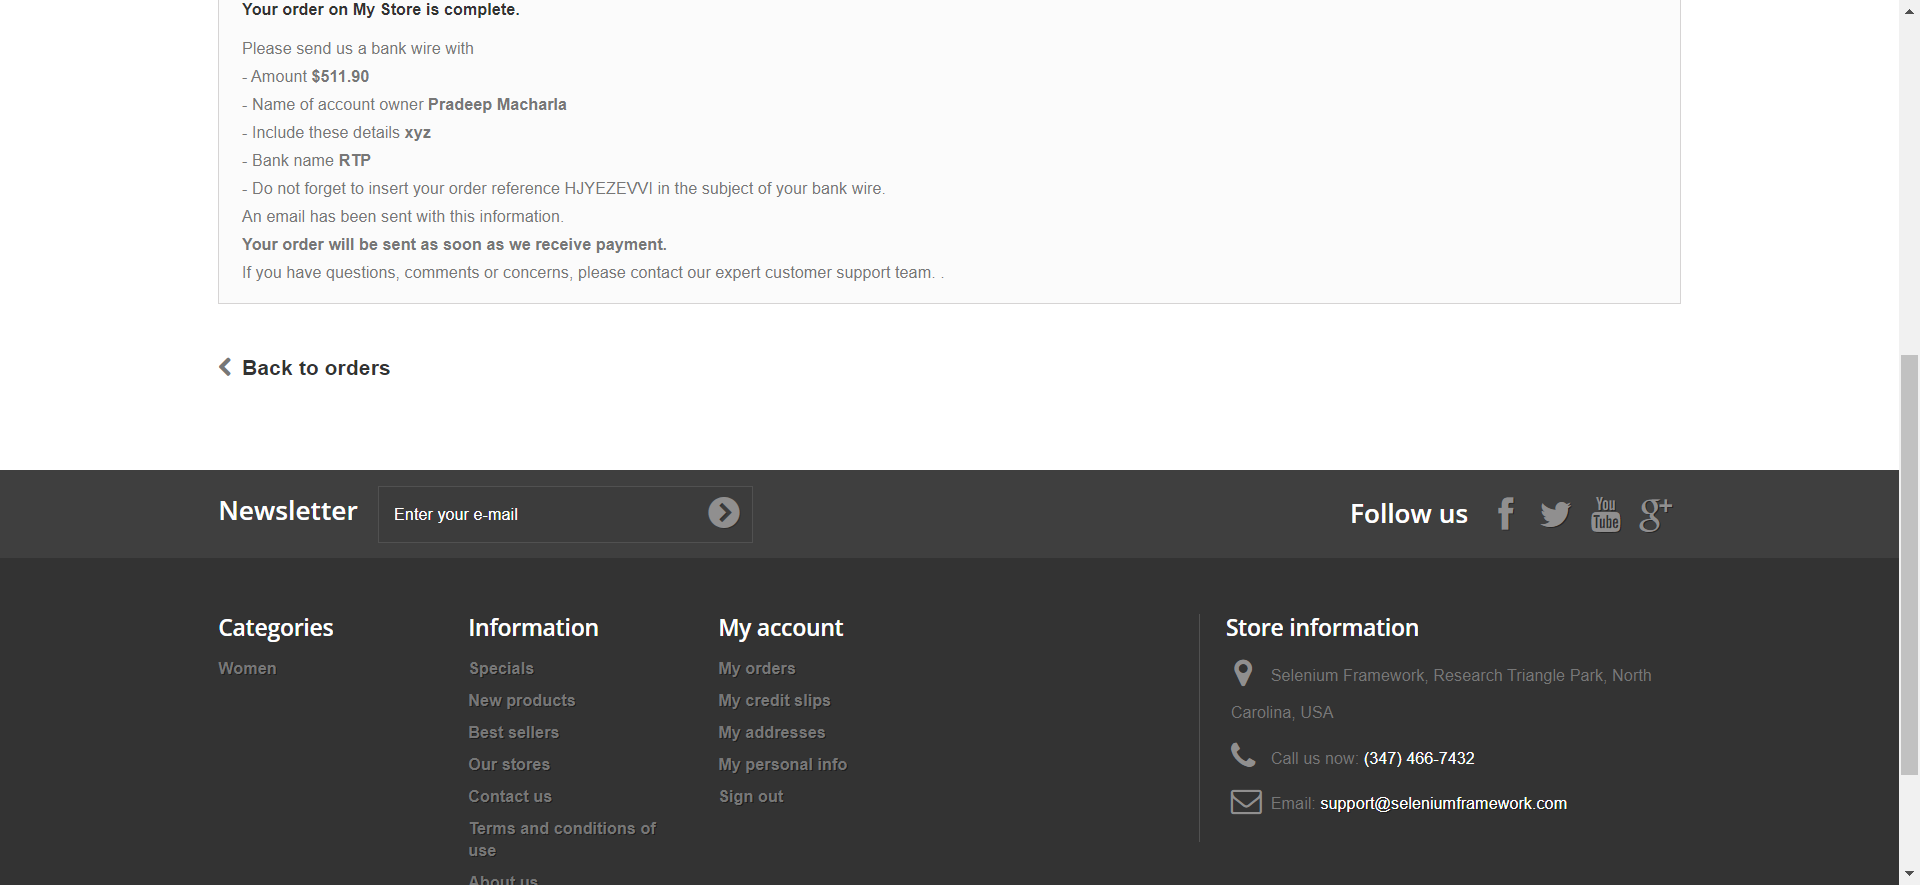 Your order on My Store is complete.
Please send us a bank wire with
- Amount $511.90
- Name of account owner Pradeep Macharla
- Include these details xyz
- Bank name RTP
- Do not forget to insert your order reference HJYEZEVVI in the subject of your bank wire.
An email has been sent with this information.
Your order will be sent as soon as we receive payment.
If you have questions, comments or concerns, please contact our expert customer support team. .
Back to orders
Newsletter
Enter your e-mail
Follow us
You
Tube
g+
Categories
Women
Information
Specials
New products
Best sellers
Our stores
Contact us
Terms and conditions of
use
About us
My account
My orders
My credit slips
My addresses
My personal info
Sign out
Store information
Selenium Framework, Research Triangle Park, North
Carolina, USA
Call us now: (347) 466-7432
Email: support@seleniumframework.com